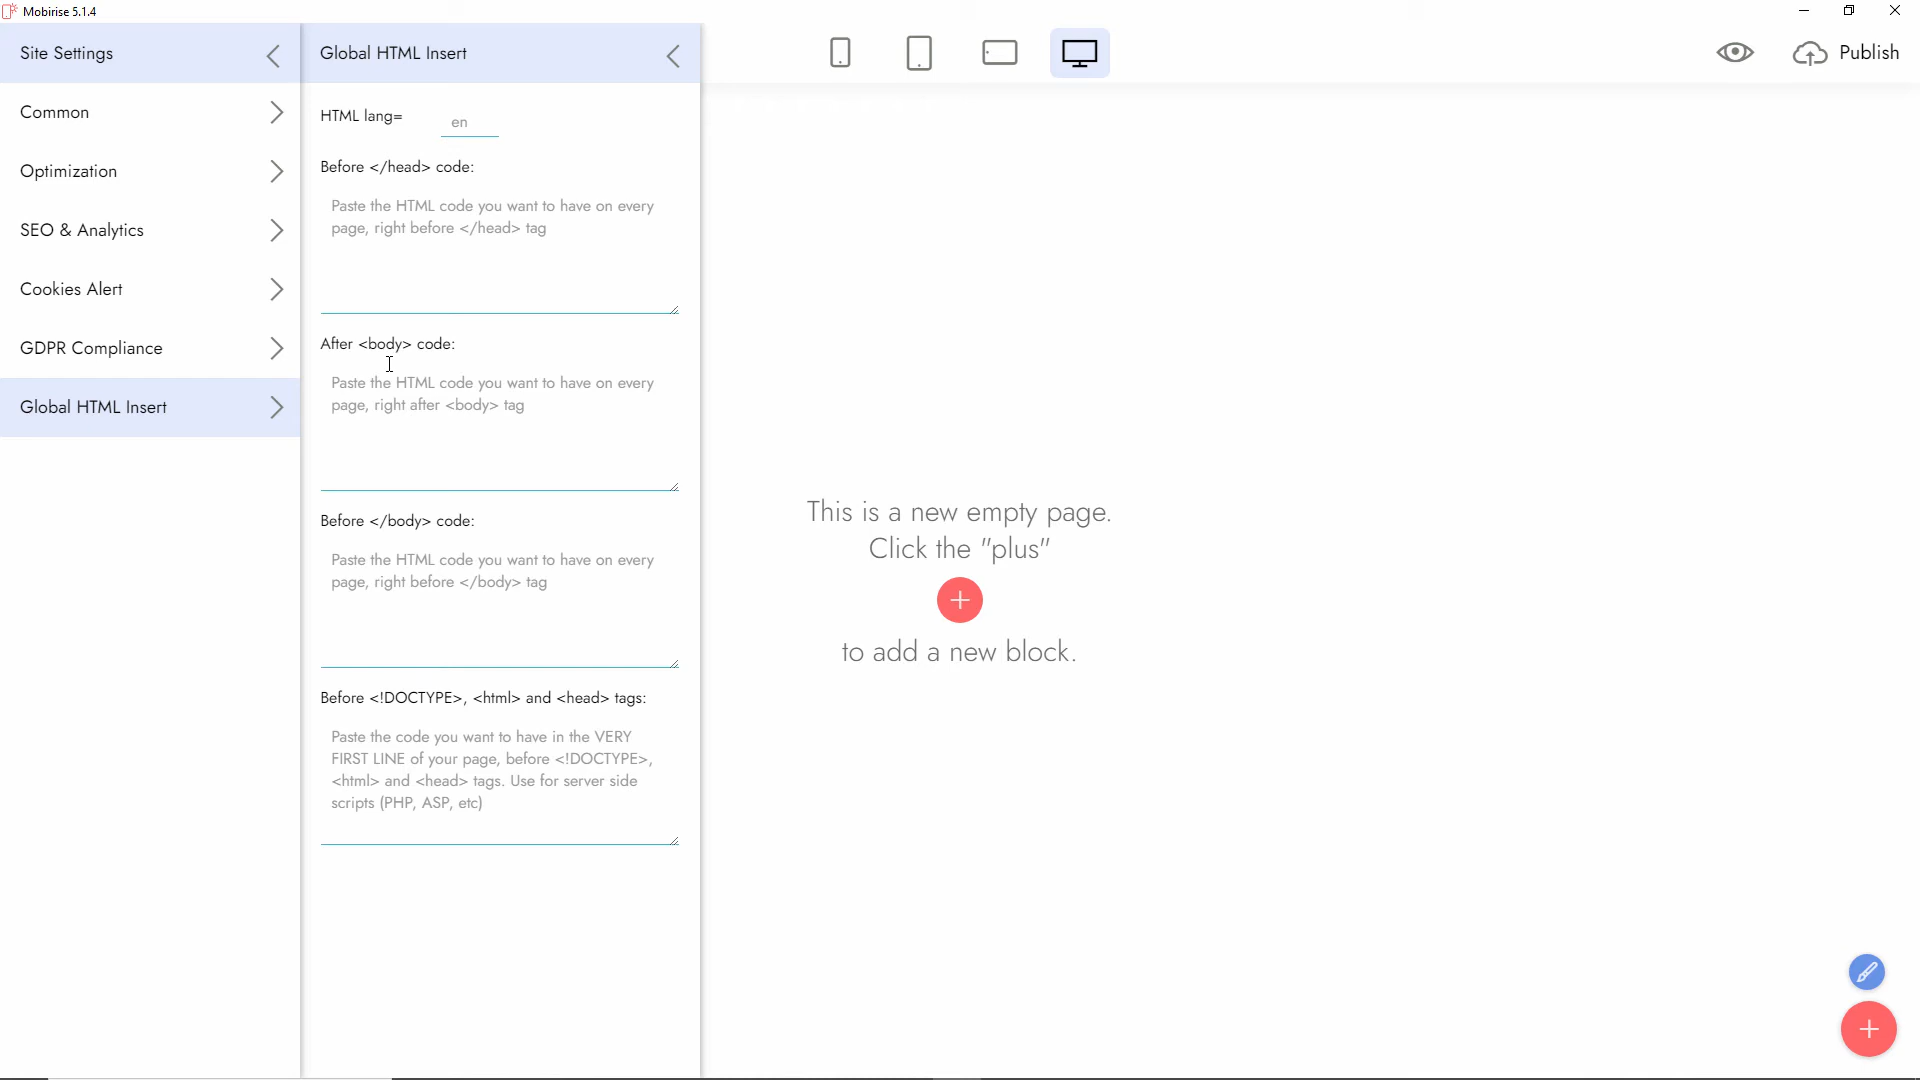 Mobirise 5.1.4
Site Settings
Common
Optimization
SEO & Analytics
Cookies Alert
GDPR Compliance
Global HTML Insert
Global HTML Insert
HTML lang=
en
Before </head> code:
Paste the HTML code you want to have on every
page, right before </head> tag
After <body> code:
Paste the HTML code you want to have on every
page, right after <body> tag
Before </body> code:
Paste the HTML code you want to have on every
page, right before </body> tag
Before <!DOCTYPE>, <html> and <head> tags:
Paste the code you want to have in the VERY
FIRST LINE of your page, before <!DOCTYPE>,
<html> and <head> tags. Use for server side
scripts (PHP, ASP, etc)
Publish
This is a new empty page.
Click the "plus"
to add a new block.